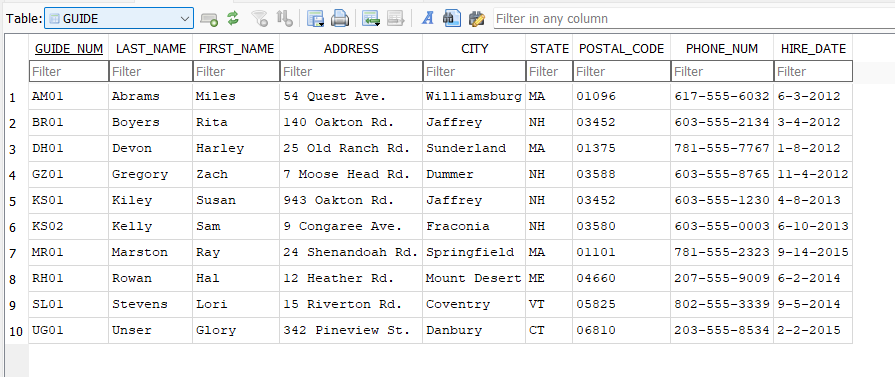 Table: GUIDE Filter in any column
GUIDE_NUM LAST_NAME FIRST_NAME ADDRESS CITY STATE POSTAL_CODE PHONE_NUM HIRE_DATE
Filter Filter Filter Filter Filter Filter Filter Filter Filter
1 AM01 Abrams Miles 54 Quest Ave. Williamsburg MA 01096 617-555-6032 6-3-2012
2 BR01 Boyers Rita 140 Oakton Rd. Jaffrey NH 03452 603-555-2134 3-4-2012
3 DH01 Devon Harley 25 Old Ranch Rd. Sunderland MA 01375 781-555-7767 1-8-2012
4 GZ01 Gregory Zach 7 Moose Head Rd. Dummer NH 03588 603-555-8765 11-4-2012
5 KS01 Kiley Susan 943 Oakton Rd. Jaffrey NH 03452 603-555-1230 4-8-2013
6 KS02 Kelly Sam 9 Congaree Ave. Fraconia NH 03580 603-555-0003 6-10-2013
7 MR01 Marston Ray 24 Shenandoah Rd. Springfield MA 01101 781-555-2323 9-14-2015
8 RH01 Rowan Hal 12 Heather Rd. Mount Desert ME 04660 207-555-9009 6-2-2014
9 SL01 Stevens Lori 15 Riverton Rd. Coventry VT 05825 802-555-3339 9-5-2014
10 UG01 Unser Glory 342 Pineview St. Danbury CT 06810 203-555-8534 2-2-2015